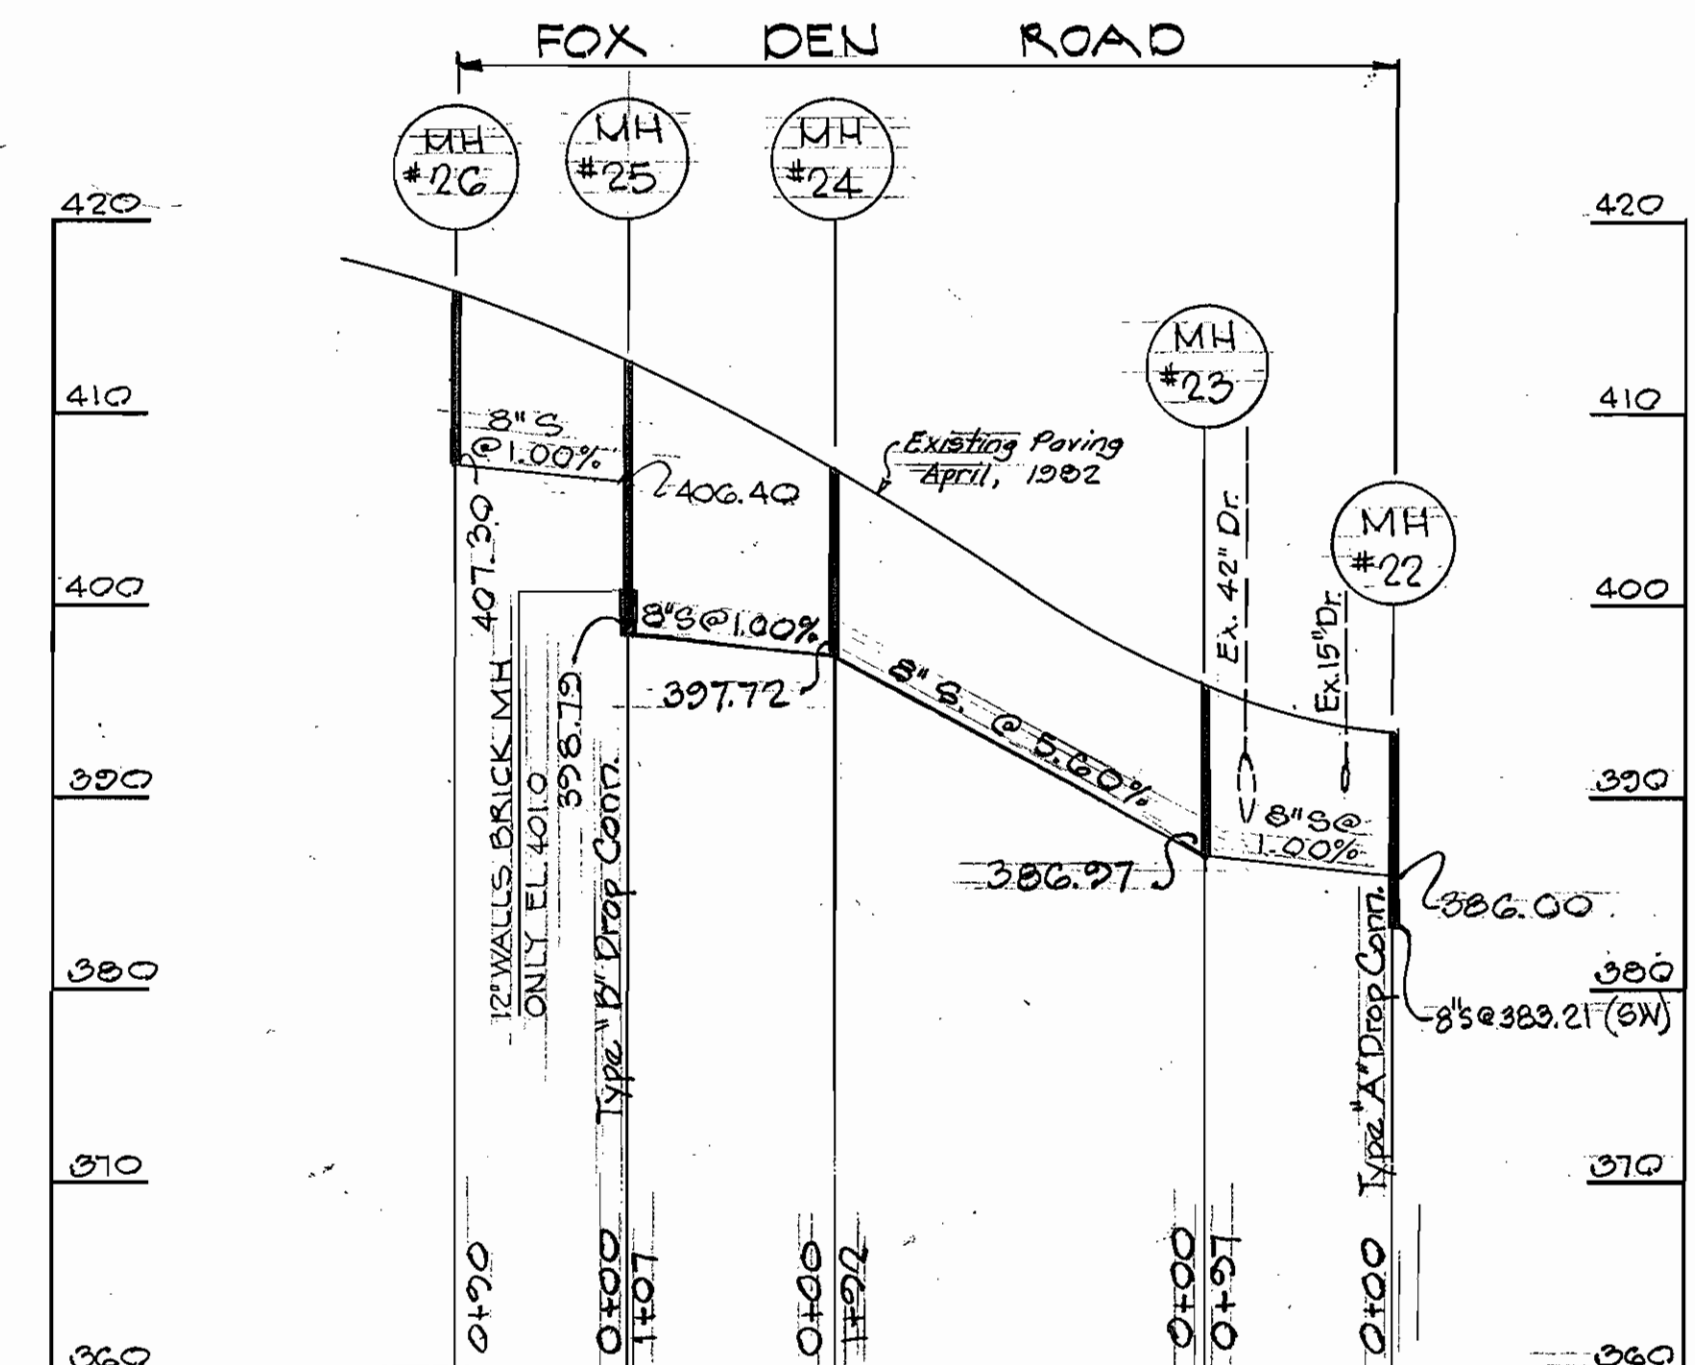 FOX DEN ROAD
MH
#26
MH
#25
MH
#24
420
420
MH
#23
410
410
8" S
@ 1.00%
Existing Paving
April, 1982
406.40
407.30
Ex. 42" Dr.
MH
#22
400
400
8" S @ 1.00%
Ex. 15" Dr.
12" WALLS BRICK MH
ONLY EL. 401.0
398.79
397.72
8" S. @ 5.60%
390
390
Type "B" Drop Conn.
8" S @
1.00%
386.97
386.00
380
380
8" S @ 383.21 (SW)
Type "A" Drop Conn.
370
370
0+90
0+00
1+07
0+00
1+92
0+00
0+97
0+00
360
360